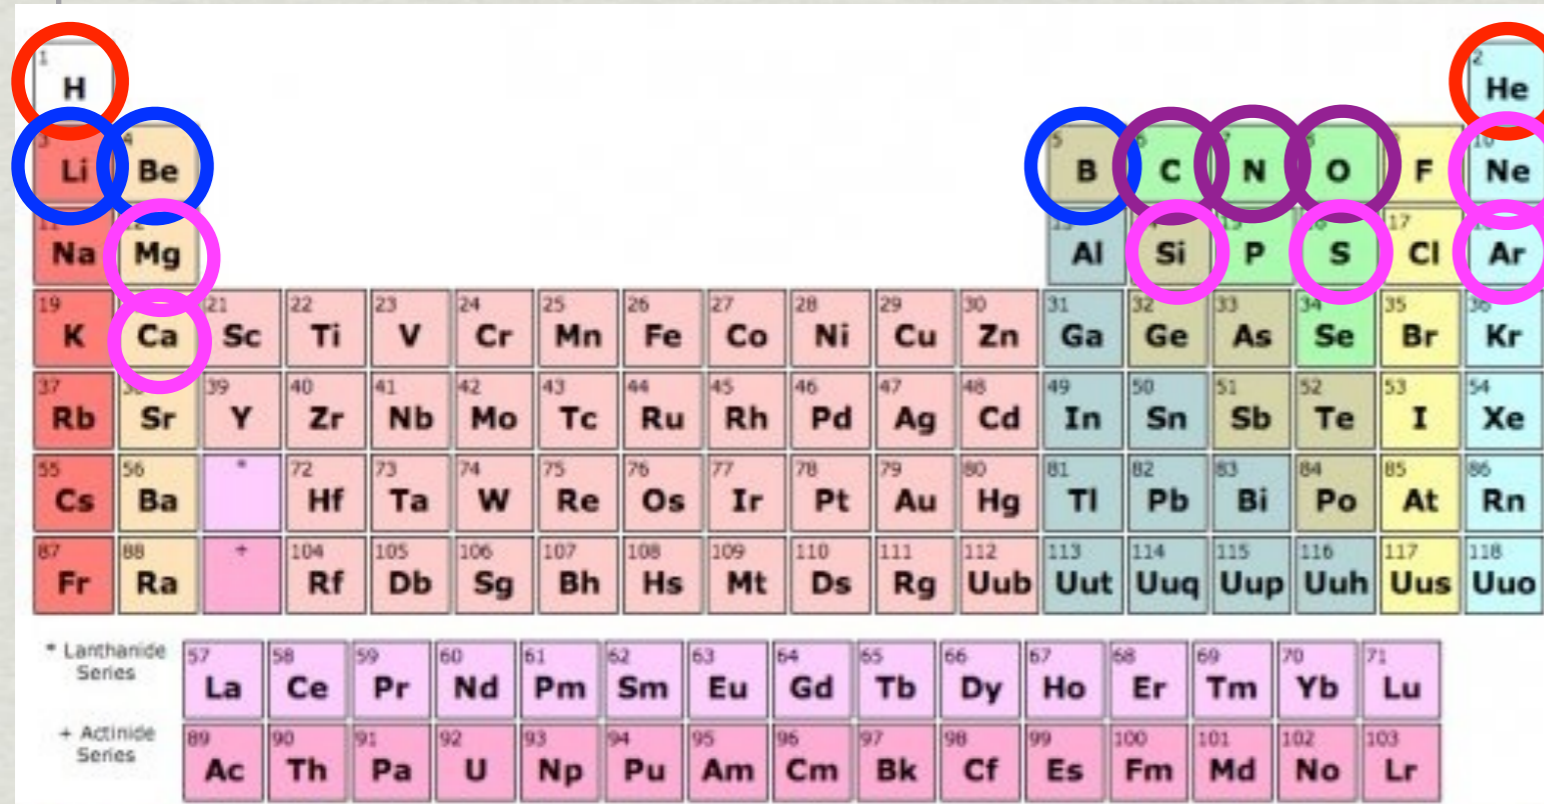 1 2
H He
3 4 5 10
Li Be B C N O F Ne
17
Na Mg Al Si P S Cl Ar
19 21 22 23 24 25 26 27 28 29 30 31 32 33 34 35 36
K Ca Sc Ti V Cr Mn Fe Co Ni Cu Zn Ga Ge As Se Br Kr
37 39 40 41 42 43 44 45 46 47 48 49 50 51 52 53 54
Rb Sr Y Zr Nb Mo Tc Ru Rh Pd Ag Cd In Sn Sb Te I Xe
55 56 * 72 73 74 75 76 77 78 79 80 81 82 83 84 85 86
Cs Ba Hf Ta W Re Os Ir Pt Au Hg Tl Pb Bi Po At Rn
87 88 + 104 105 106 107 108 109 110 111 112 113 114 115 116 117 118
Fr Ra Rf Db Sg Bh Hs Mt Ds Rg Uub Uut Uuq Uup Uuh Uus Uuo
* Lanthanide
Series
57 58 59 60 61 62 63 64 65 66 67 68 69 70 71
La Ce Pr Nd Pm Sm Eu Gd Tb Dy Ho Er Tm Yb Lu
+ Actinide
Series
89 90 91 92 93 94 95 96 97 98 99 100 101 102 103
Ac Th Pa U Np Pu Am Cm Bk Cf Es Fm Md No Lr